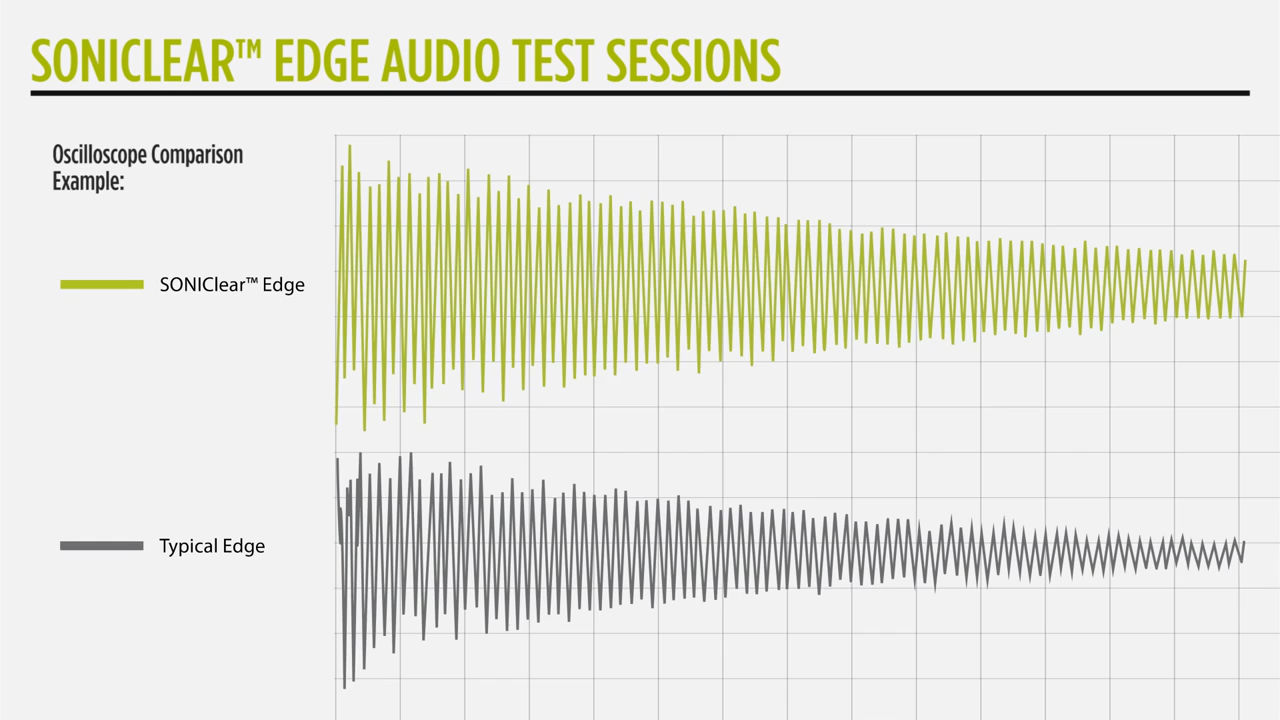 SONICLEAR™ EDGE AUDIO TEST SESSIONS
Oscilloscope Comparison
Example:
SONIClear™ Edge
Typical Edge